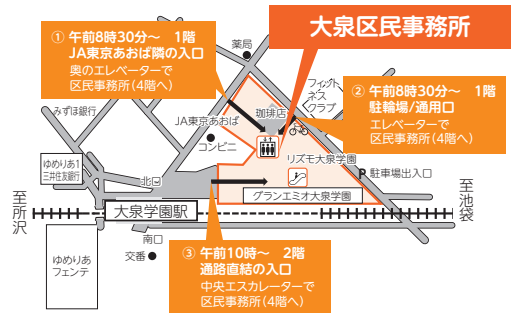 ① 午前8時30分～　1階
JA東京あおば隣の入口
奥のエレベーターで
区民事務所（4階へ）
大泉区民事務所
薬局
フィット
ネス
クラブ
② 午前8時30分～　1階
駐輪場/通用口
エレベーターで
区民事務所（4階へ）
みずほ銀行
JA東京あおば
珈琲店
コンビニ
リズモ大泉学園
ゆめりあ1
三井住友銀行
北口
P 駐車場出入口
グランエミオ大泉学園
至所沢
大泉学園駅
至池袋
南口
交番
ゆめりあ
フェンテ
③ 午前10時～　2階
通路直結の入口
中央エスカレーターで
区民事務所（4階へ）